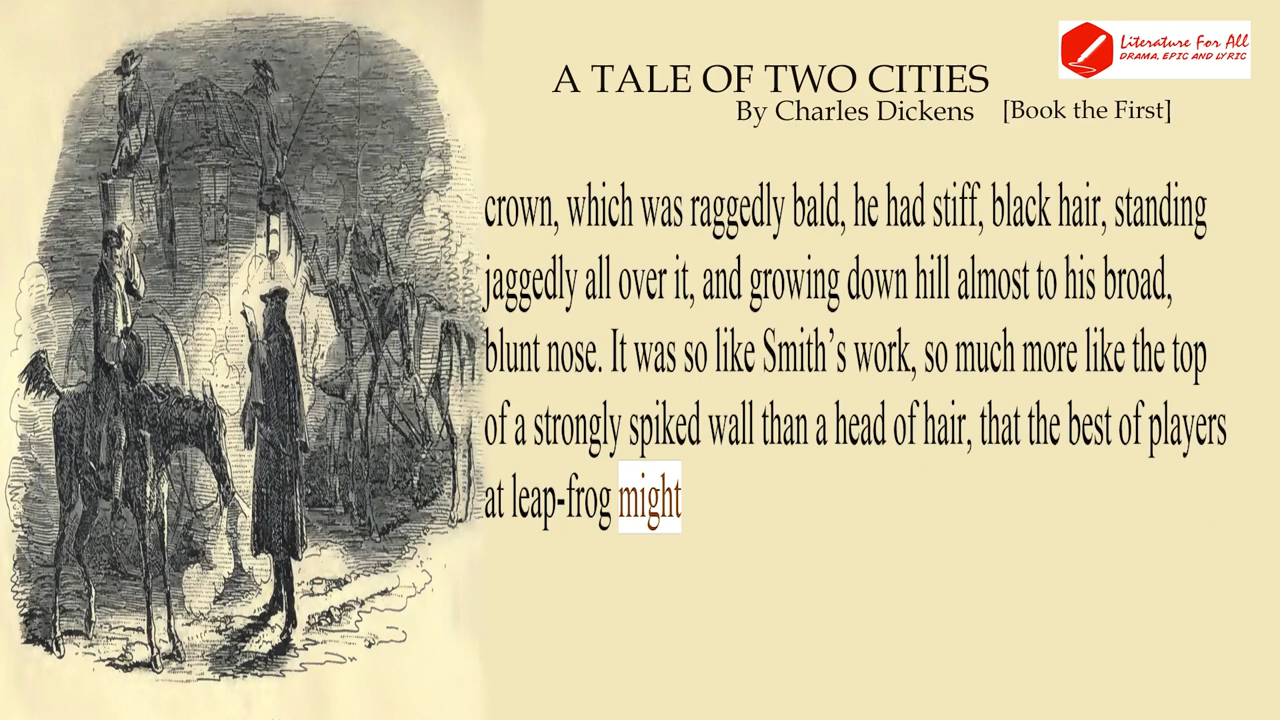 Literature For All
DRAMA, EPIC AND LYRIC
A TALE OF TWO CITIES
By Charles Dickens [Book the First]
crown, which was raggedly bald, he had stiff, black hair, standing
jaggedly all over it, and growing down hill almost to his broad,
blunt nose. It was so like Smith’s work, so much more like the top
of a strongly spiked wall than a head of hair, that the best of players
at leap-frog might